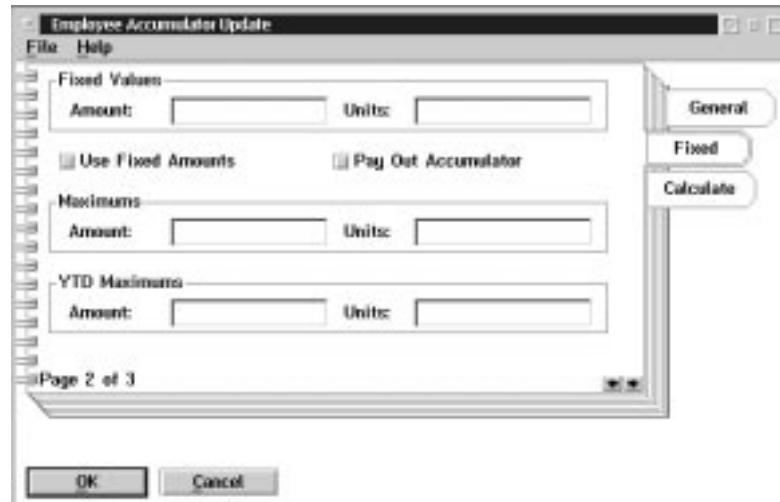 Employee Accumulator Update
File Help
Fixed Values
Amount: Units:
General
Use Fixed Amounts Pay Out Accumulator
Fixed
Calculate
Maximums
Amount: Units:
YTD Maximums
Amount: Units:
Page 2 of 3
OK Cancel